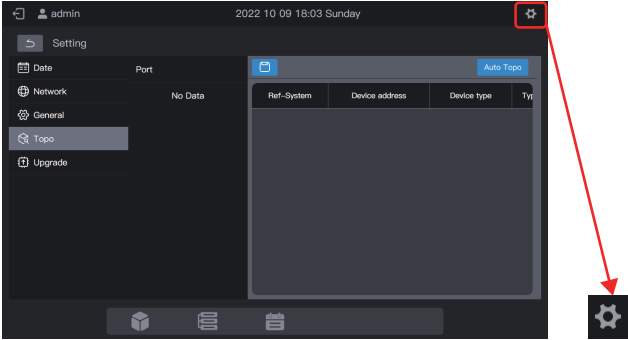 admin
2022 10 09 18:03 Sunday
Setting
Date
Network
General
Topo
Upgrade
Port
No Data
Auto Topo
Ref-System Device address Device type Typ